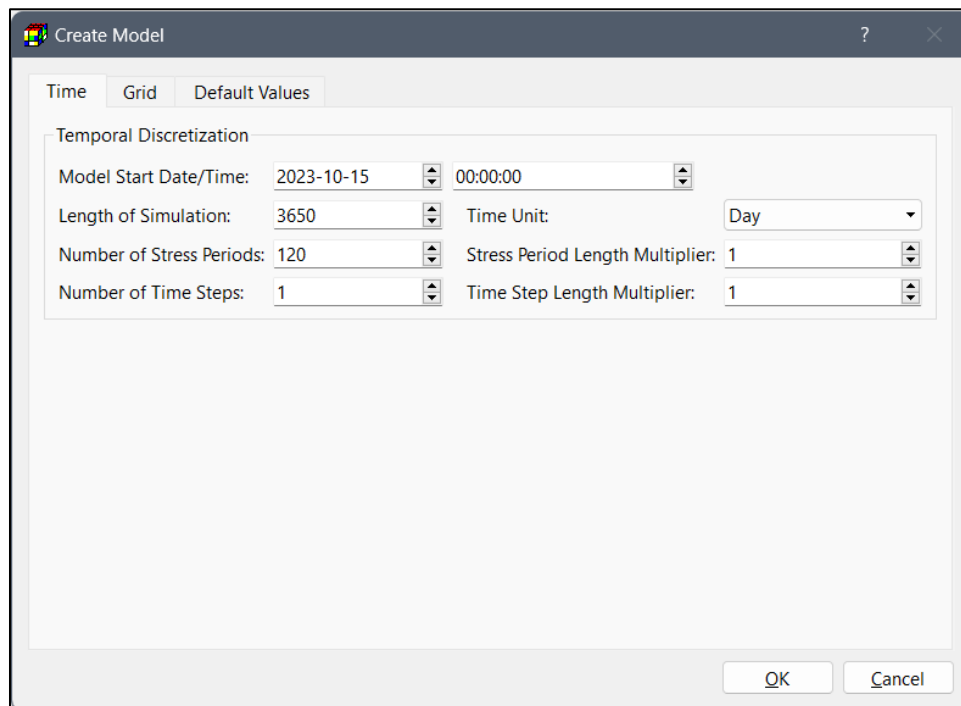 Create Model ?
Time Grid Default Values
Temporal Discretization
Model Start Date/Time: 2023-10-15 00:00:00
Length of Simulation: 3650 Time Unit: Day
Number of Stress Periods: 120 Stress Period Length Multiplier: 1
Number of Time Steps: 1 Time Step Length Multiplier: 1
OK Cancel